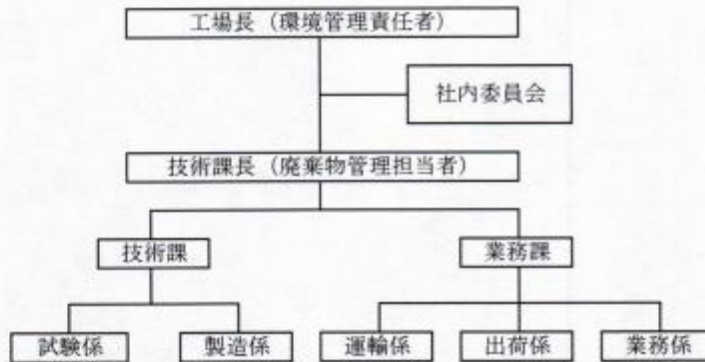 工場長（環境管理責任者）
社内委員会
技術課長（廃棄物管理担当者）
技術課
業務課
試験係
製造係
運輸係
出荷係
業務係